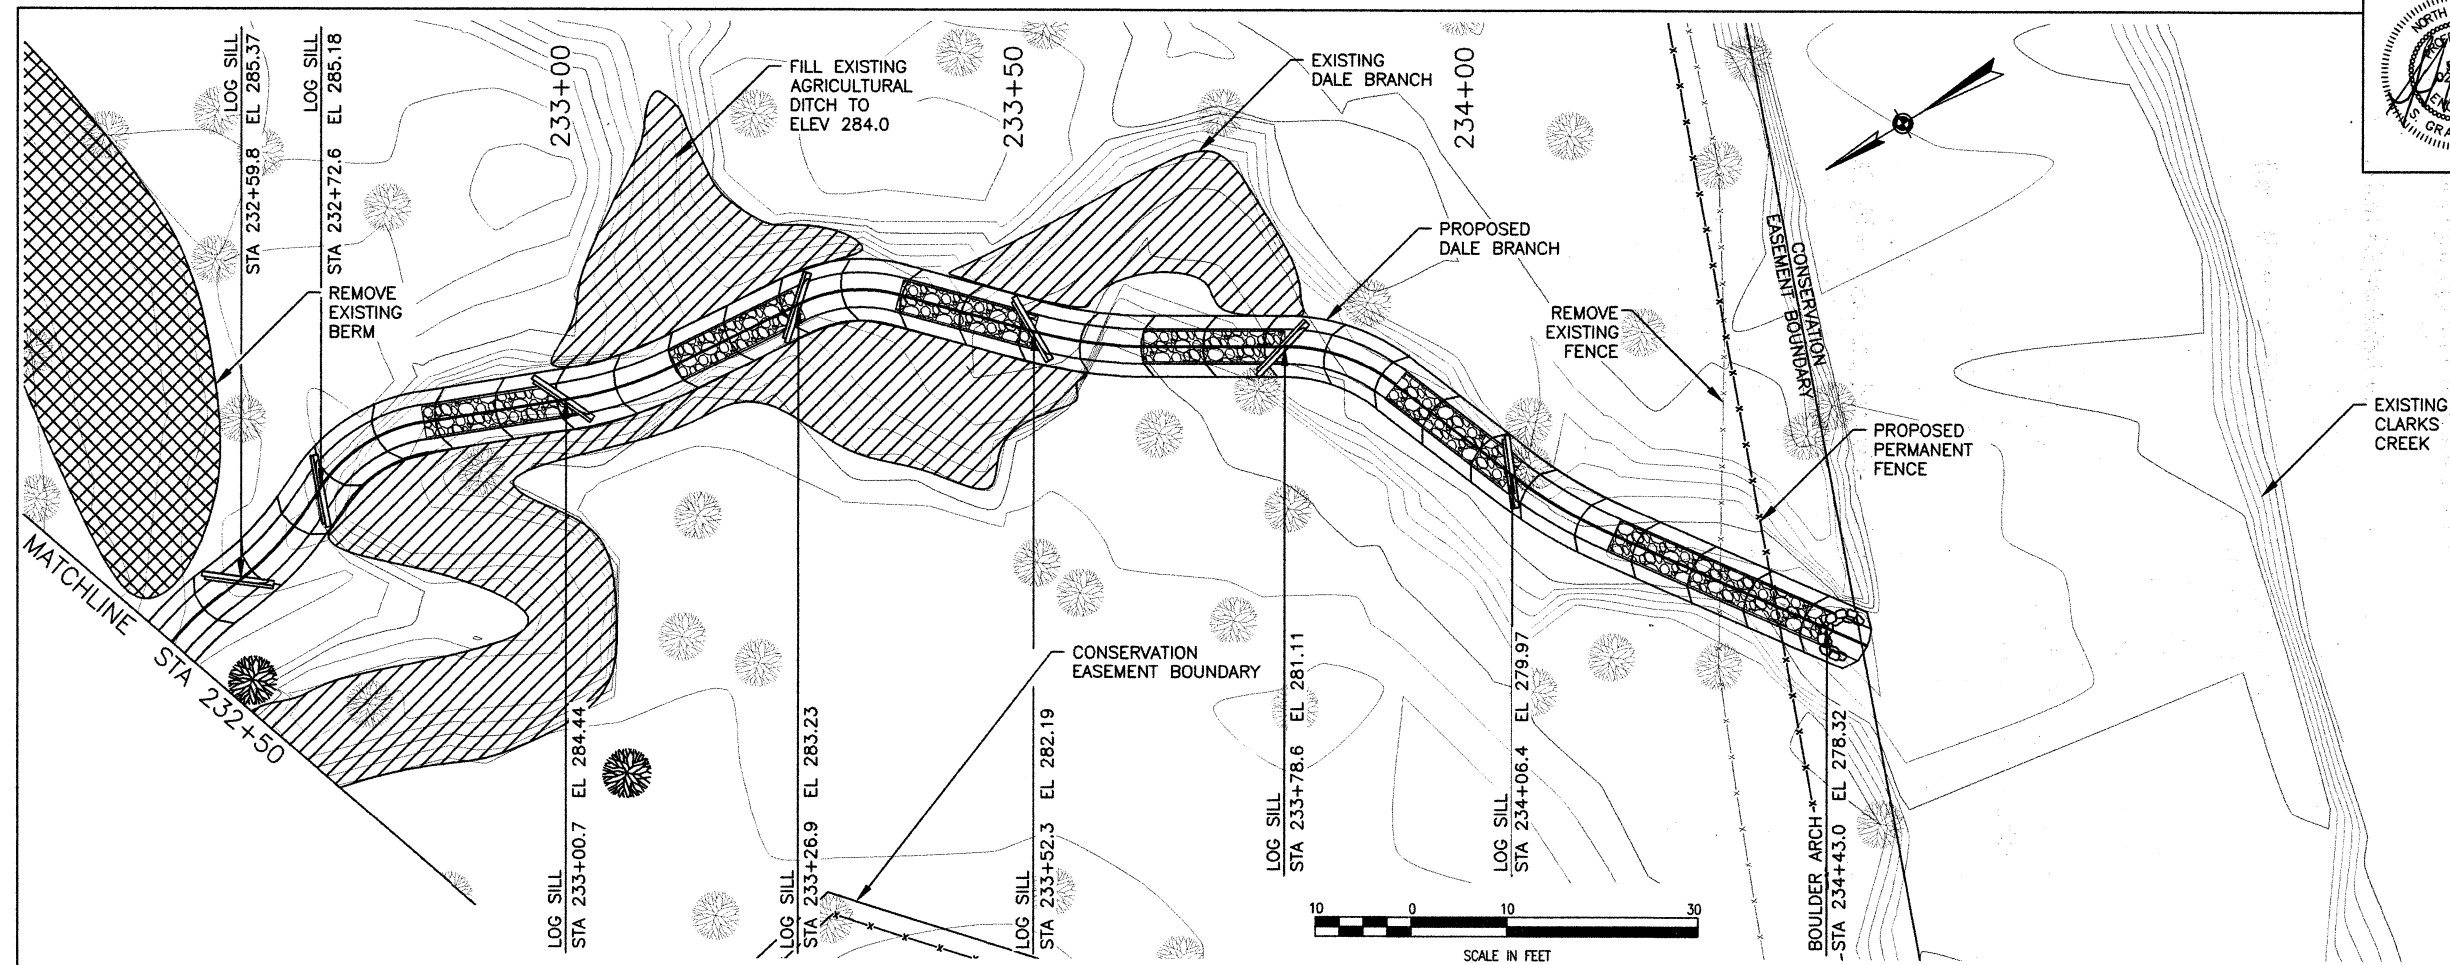 LOG SILL
STA 232+59.8 EL 285.37
LOG SILL
STA 232+72.6 EL 285.18
233+00
FILL EXISTING
AGRICULTURAL
DITCH TO
ELEV 284.0
233+50
EXISTING
DALE BRANCH
234+00
NORTH
S. GRA
REMOVE
EXISTING
BERM
PROPOSED
DALE BRANCH
CONSERVATION
EASEMENT BOUNDARY
REMOVE
EXISTING
FENCE
PROPOSED
PERMANENT
FENCE
EXISTING
CLARKS
CREEK
MATCHLINE STA 232+50
CONSERVATION
EASEMENT BOUNDARY
LOG SILL
STA 233+00.7 EL 284.44
LOG SILL
STA 233+26.9 EL 283.23
LOG SILL
STA 233+52.3 EL 282.19
LOG SILL
STA 233+78.6 EL 281.11
LOG SILL
STA 234+06.4 EL 279.97
BOULDER ARCH
STA 234+43.0 EL 278.32
10 0 10 30
SCALE IN FEET